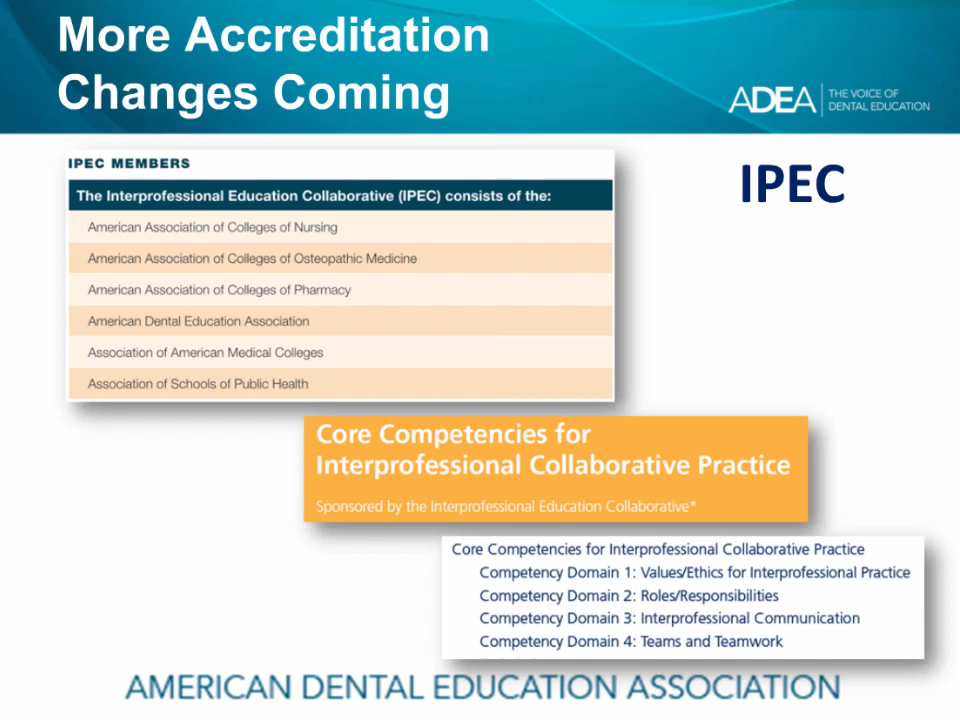 More Accreditation
Changes Coming
ADEA
THE VOICE OF
DENTAL EDUCATION
IPEC MEMBERS
The Interprofessional Education Collaborative (IPEC) consists of the:
American Association of Colleges of Nursing
American Association of Colleges of Osteopathic Medicine
American Association of Colleges of Pharmacy
American Dental Education Association
Association of American Medical Colleges
Association of Schools of Public Health
IPEC
Core Competencies for
Interprofessional Collaborative Practice
Sponsored by the Interprofessional Education Collaborative*
Core Competencies for Interprofessional Collaborative Practice
Competency Domain 1: Values/Ethics for Interprofessional Practice
Competency Domain 2: Roles/Responsibilities
Competency Domain 3: Interprofessional Communication
Competency Domain 4: Teams and Teamwork
AMERICAN DENTAL EDUCATION ASSOCIATION